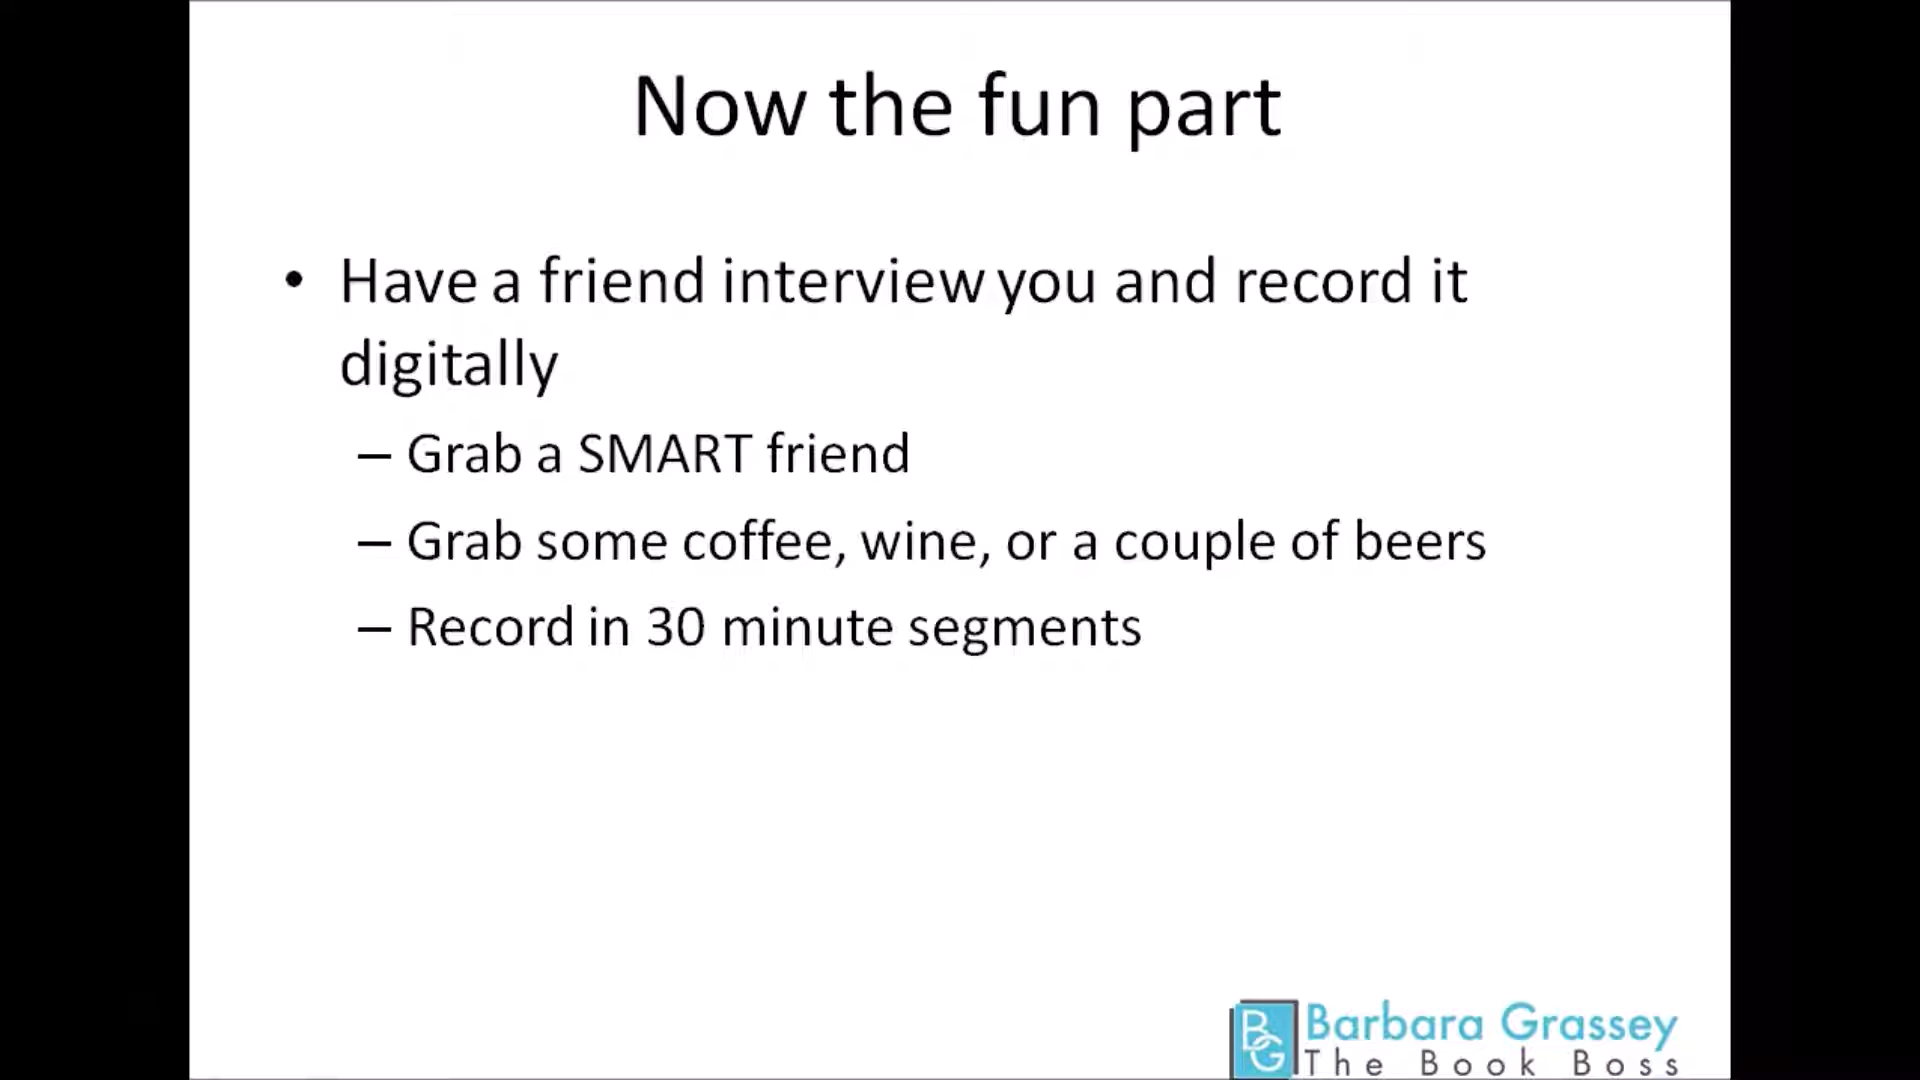 Now the fun part
• Have a friend interview you and record it
digitally
– Grab a SMART friend
– Grab some coffee, wine, or a couple of beers
– Record in 30 minute segments
BG
Barbara Grassey
The Book Boss